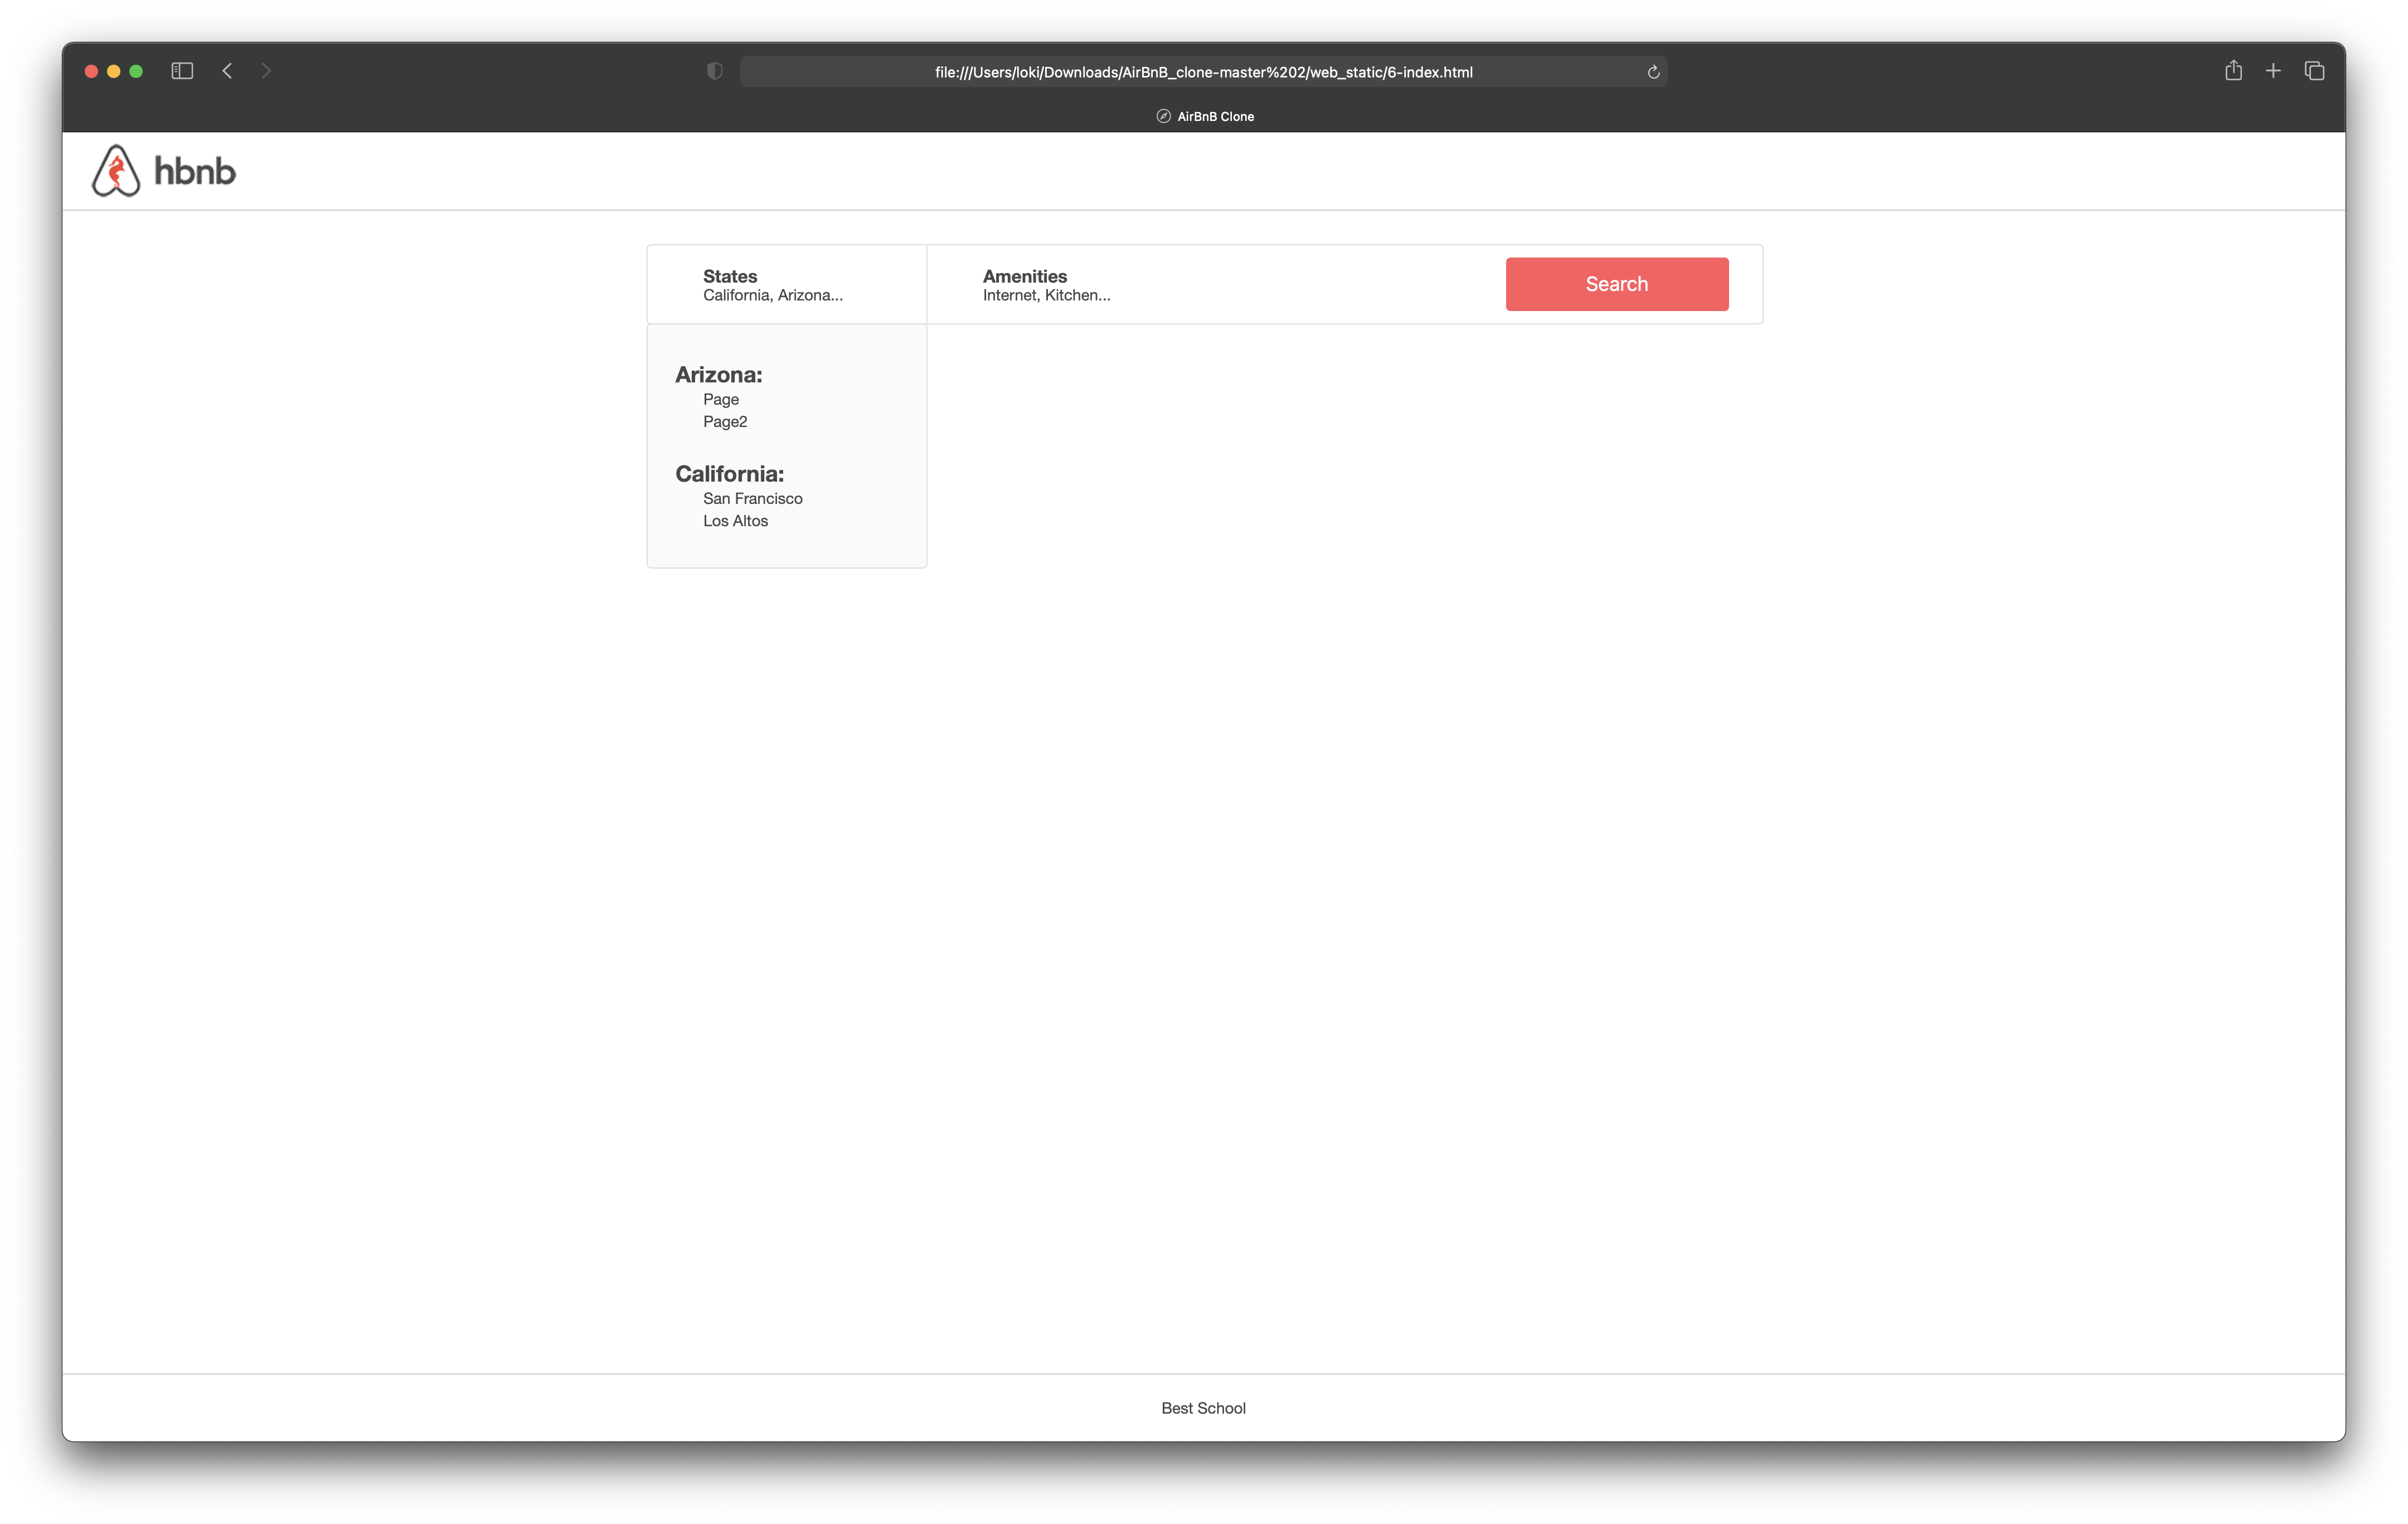 file:///Users/loki/Downloads/AirBnB_clone-master%202/web_static/6-index.html
AirBnB Clone
hbnb
States
California, Arizona...
Amenities
Internet, Kitchen...
Search
Arizona:
Page
Page2
California:
San Francisco
Los Altos
Best School